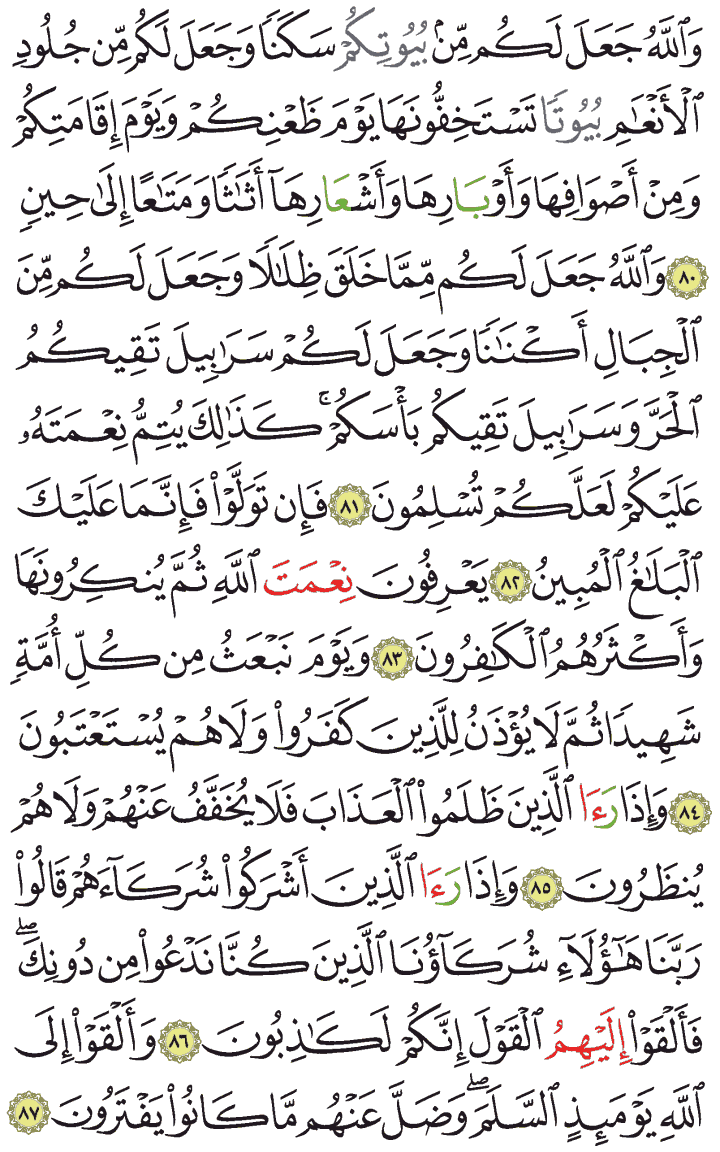 وَٱللَّهُ جَعَلَ لَكُم مِّنۢ بُيُوتِكُمْ سَكَنٗا وَجَعَلَ لَكُم مِّن جُلُودِ
ٱلْأَنْعَٰمِ بُيُوتٗا تَسْتَخِفُّونَهَا يَوْمَ ظَعْنِكُمْ وَيَوْمَ إِقَامَتِكُمْ
وَمِنْ أَصْوَافِهَا وَأَوْبَارِهَا وَأَشْعَارِهَآ أَثَٰثٗا وَمَتَٰعًا إِلَىٰ حِينٖ
٨٠ وَٱللَّهُ جَعَلَ لَكُم مِّمَّا خَلَقَ ظِلَٰلٗا وَجَعَلَ لَكُم مِّنَ
ٱلْجِبَالِ أَكْنَٰنٗا وَجَعَلَ لَكُمْ سَرَٰبِيلَ تَقِيكُمُ
ٱلْحَرَّ وَسَرَٰبِيلَ تَقِيكُم بَأْسَكُمْۚ كَذَٰلِكَ يُتِمُّ نِعْمَتَهُۥ
عَلَيْكُمْ لَعَلَّكُمْ تُسْلِمُونَ ٨١ فَإِن تَوَلَّوْاْ فَإِنَّمَا عَلَيْكَ
ٱلْبَلَٰغُ ٱلْمُبِينُ ٨٢ يَعْرِفُونَ نِعْمَتَ ٱللَّهِ ثُمَّ يُنكِرُونَهَا
وَأَكْثَرُهُمُ ٱلْكَٰفِرُونَ ٨٣ وَيَوْمَ نَبْعَثُ مِن كُلِّ أُمَّةٖ
شَهِيدٗا ثُمَّ لَا يُؤْذَنُ لِلَّذِينَ كَفَرُواْ وَلَا هُمْ يُسْتَعْتَبُونَ
٨٤ وَإِذَا رَءَا ٱلَّذِينَ ظَلَمُواْ ٱلْعَذَابَ فَلَا يُخَفَّفُ عَنْهُمْ وَلَا هُمْ
يُنظَرُونَ ٨٥ وَإِذَا رَءَا ٱلَّذِينَ أَشْرَكُواْ شُرَكَآءَهُمْ قَالُواْ
رَبَّنَا هَٰٓؤُلَآءِ شُرَكَآؤُنَا ٱلَّذِينَ كُنَّا نَدْعُواْ مِن دُونِكَۖ
فَأَلْقَوْاْ إِلَيْهِمُ ٱلْقَوْلَ إِنَّكُمْ لَكَٰذِبُونَ ٨٦ وَأَلْقَوْاْ إِلَى
ٱللَّهِ يَوْمَئِذٍ ٱلسَّلَمَۖ وَضَلَّ عَنْهُم مَّا كَانُواْ يَفْتَرُونَ ٨٧